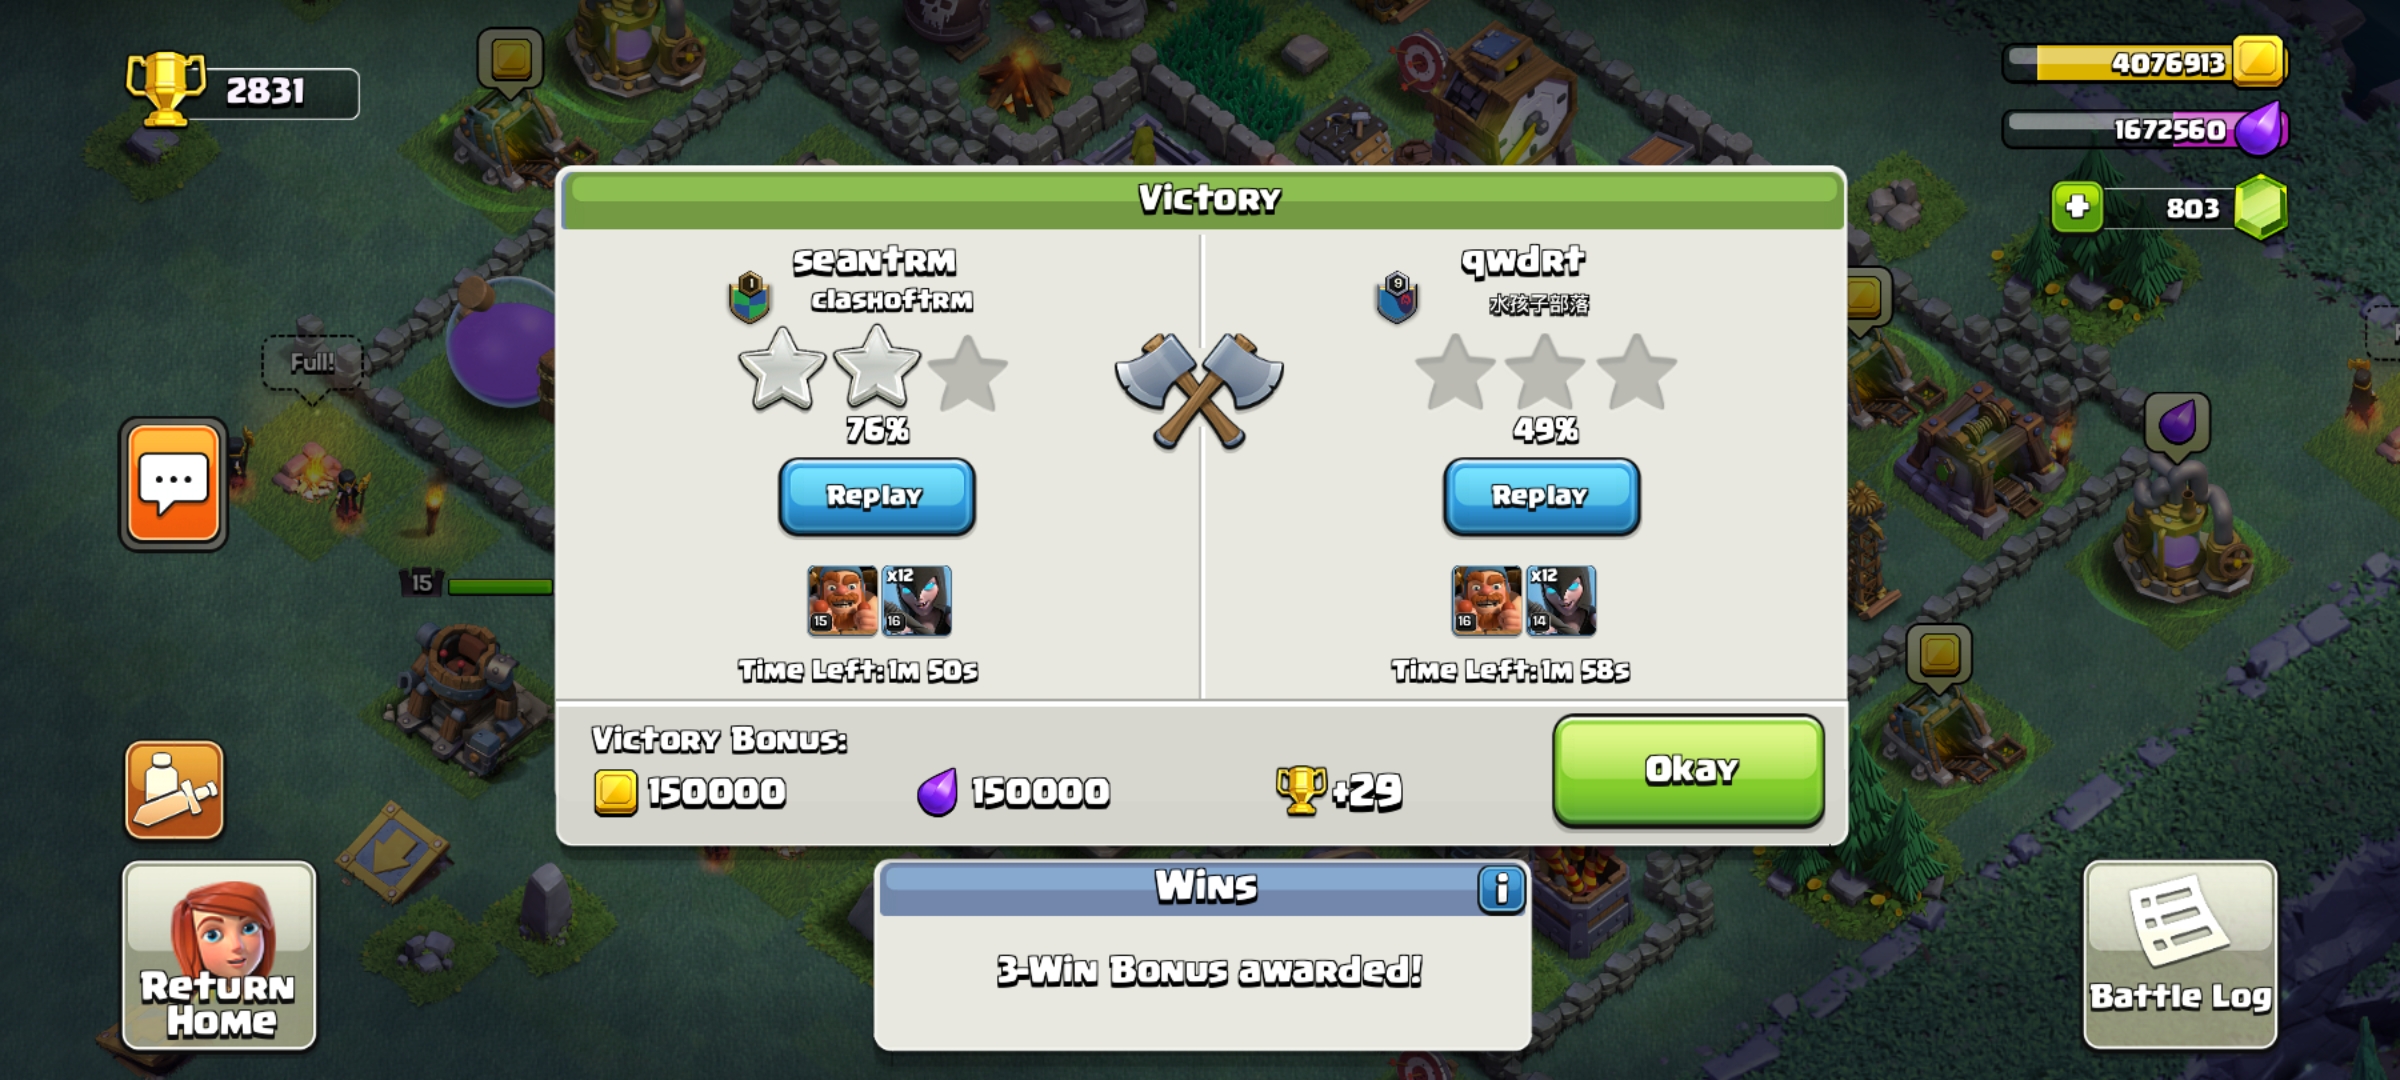 2831
4076913
1672560
803
Full!
15
Victory
seantrm
clashoftrm
1
76%
Replay
15
x12
16
Time Left:1m 50s
qwdrt
水孩子部落
9
49%
Replay
16
x12
14
Time Left:1m 58s
Victory Bonus:
150000
150000
+29
Okay
Wins
i
3-Win Bonus awarded!
Return
Home
Battle Log